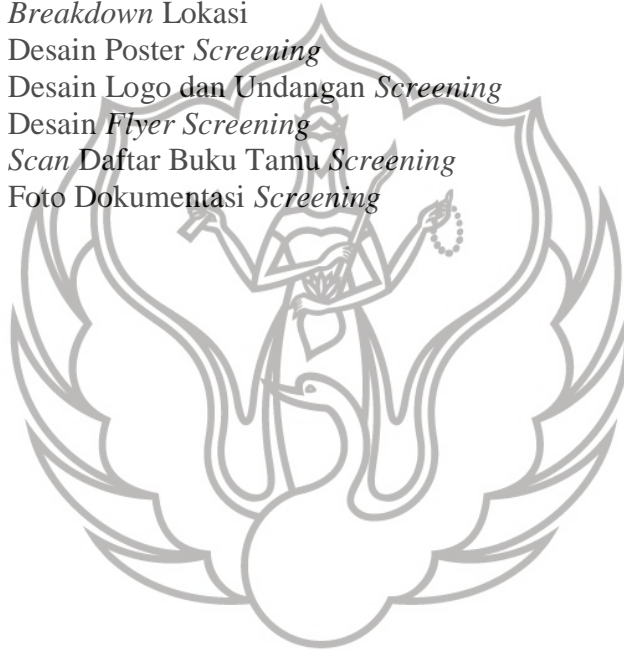 Breakdown Lokasi
Desain Poster Screening
Desain Logo dan Undangan Screening
Desain Flyer Screening
Scan Daftar Buku Tamu Screening
Foto Dokumentasi Screening